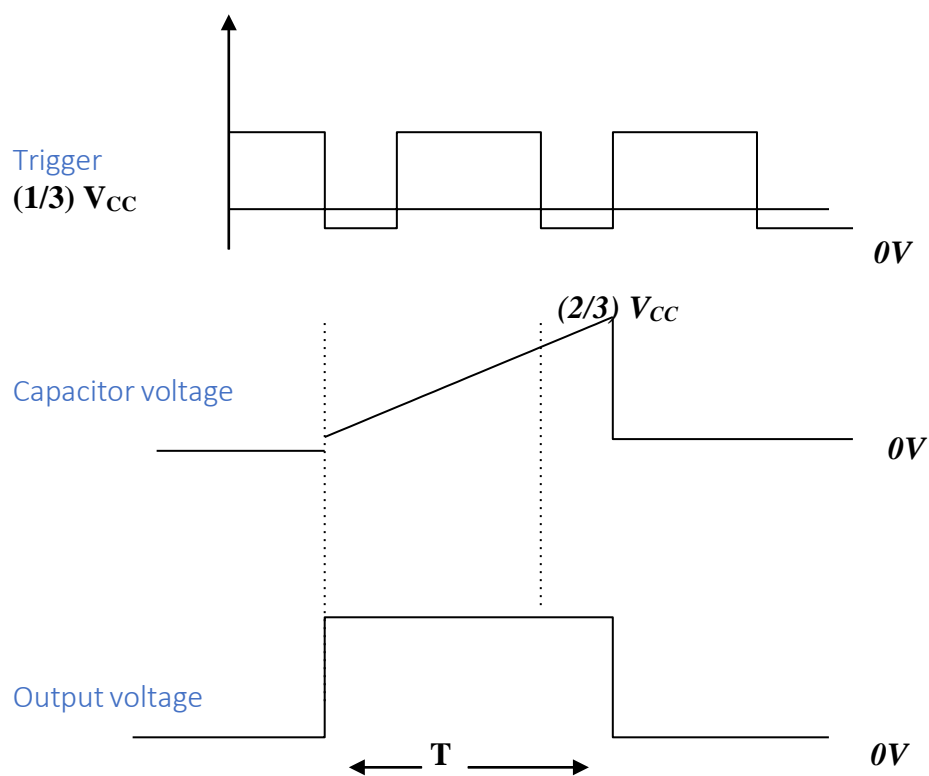 Trigger
(1/3) VCC
0V
(2/3) VCC
Capacitor voltage
0V
Output voltage
T
0V